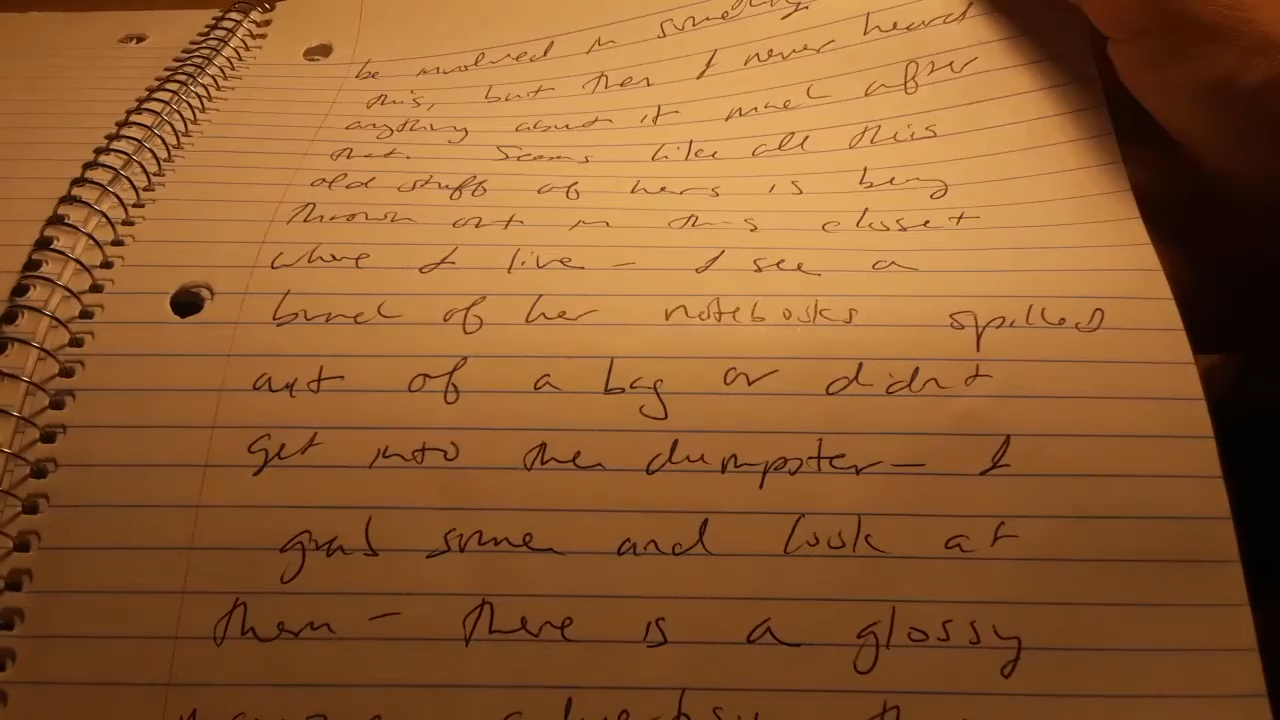 be involved in something
this, but then I never heard
anything about it much after
that. Seems like all this
old stuff of hers is being
thrown out in this closet
where I live - I see a
bunch of her notebooks spilled
out of a bag or didnt
get into the dumpster - I
grab some and look at
them - there is a glossy